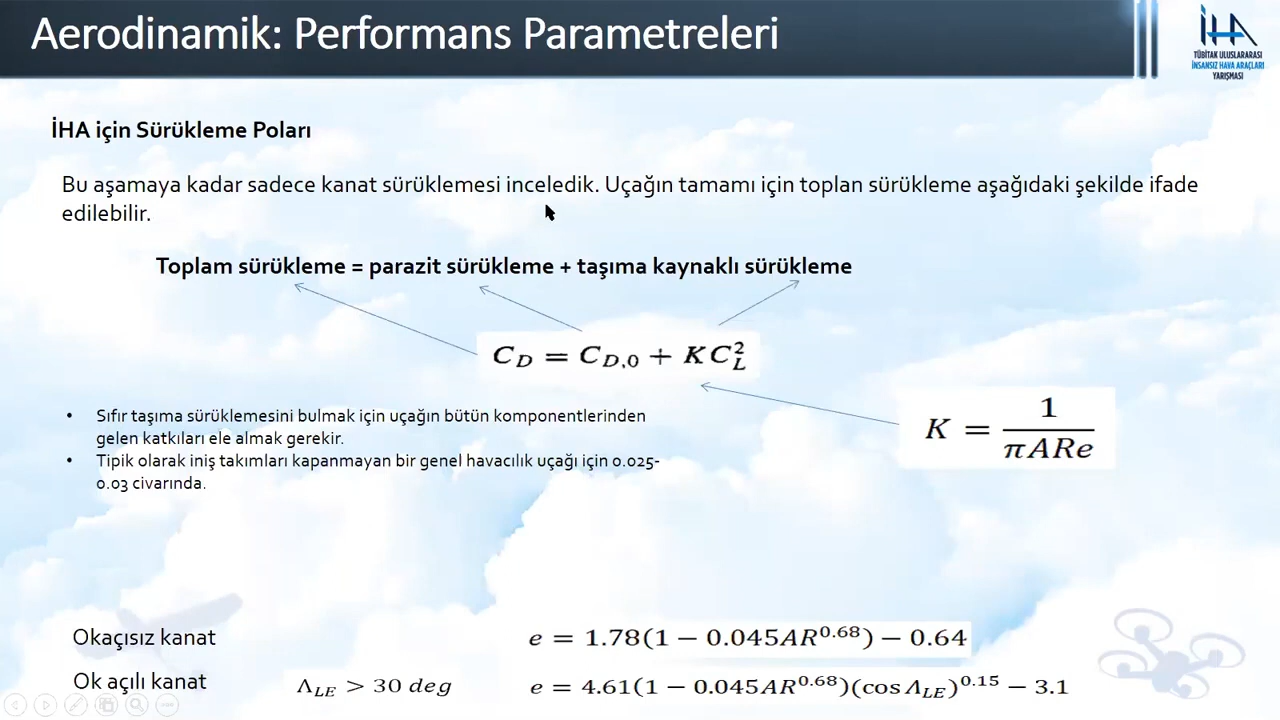 Aerodinamik: Performans Parametreleri
İHA
TÜBİTAK ULUSLARARASI
İNSANSIZ HAVA ARAÇLARI
YARIŞMASI
İHA için Sürükleme Poları
Bu aşamaya kadar sadece kanat sürüklemesi inceledik. Uçağın tamamı için toplan sürükleme aşağıdaki şekilde ifade
edilebilir.
Toplam sürükleme = parazit sürükleme + taşıma kaynaklı sürükleme
C_D = C_{D,0} + KC_L^2
K = 1/(πARe)
• Sıfır taşıma sürüklemesini bulmak için uçağın bütün komponentlerinden
gelen katkıları ele almak gerekir.
• Tipik olarak iniş takımları kapanmayan bir genel havacılık uçağı için 0.025-
0.03 civarında.
Okaçısız kanat
e = 1.78(1 − 0.045AR^{0.68}) − 0.64
Ok açılı kanat
Λ_{LE} > 30 deg
e = 4.61(1 − 0.045AR^{0.68})(cos Λ_{LE})^{0.15} − 3.1